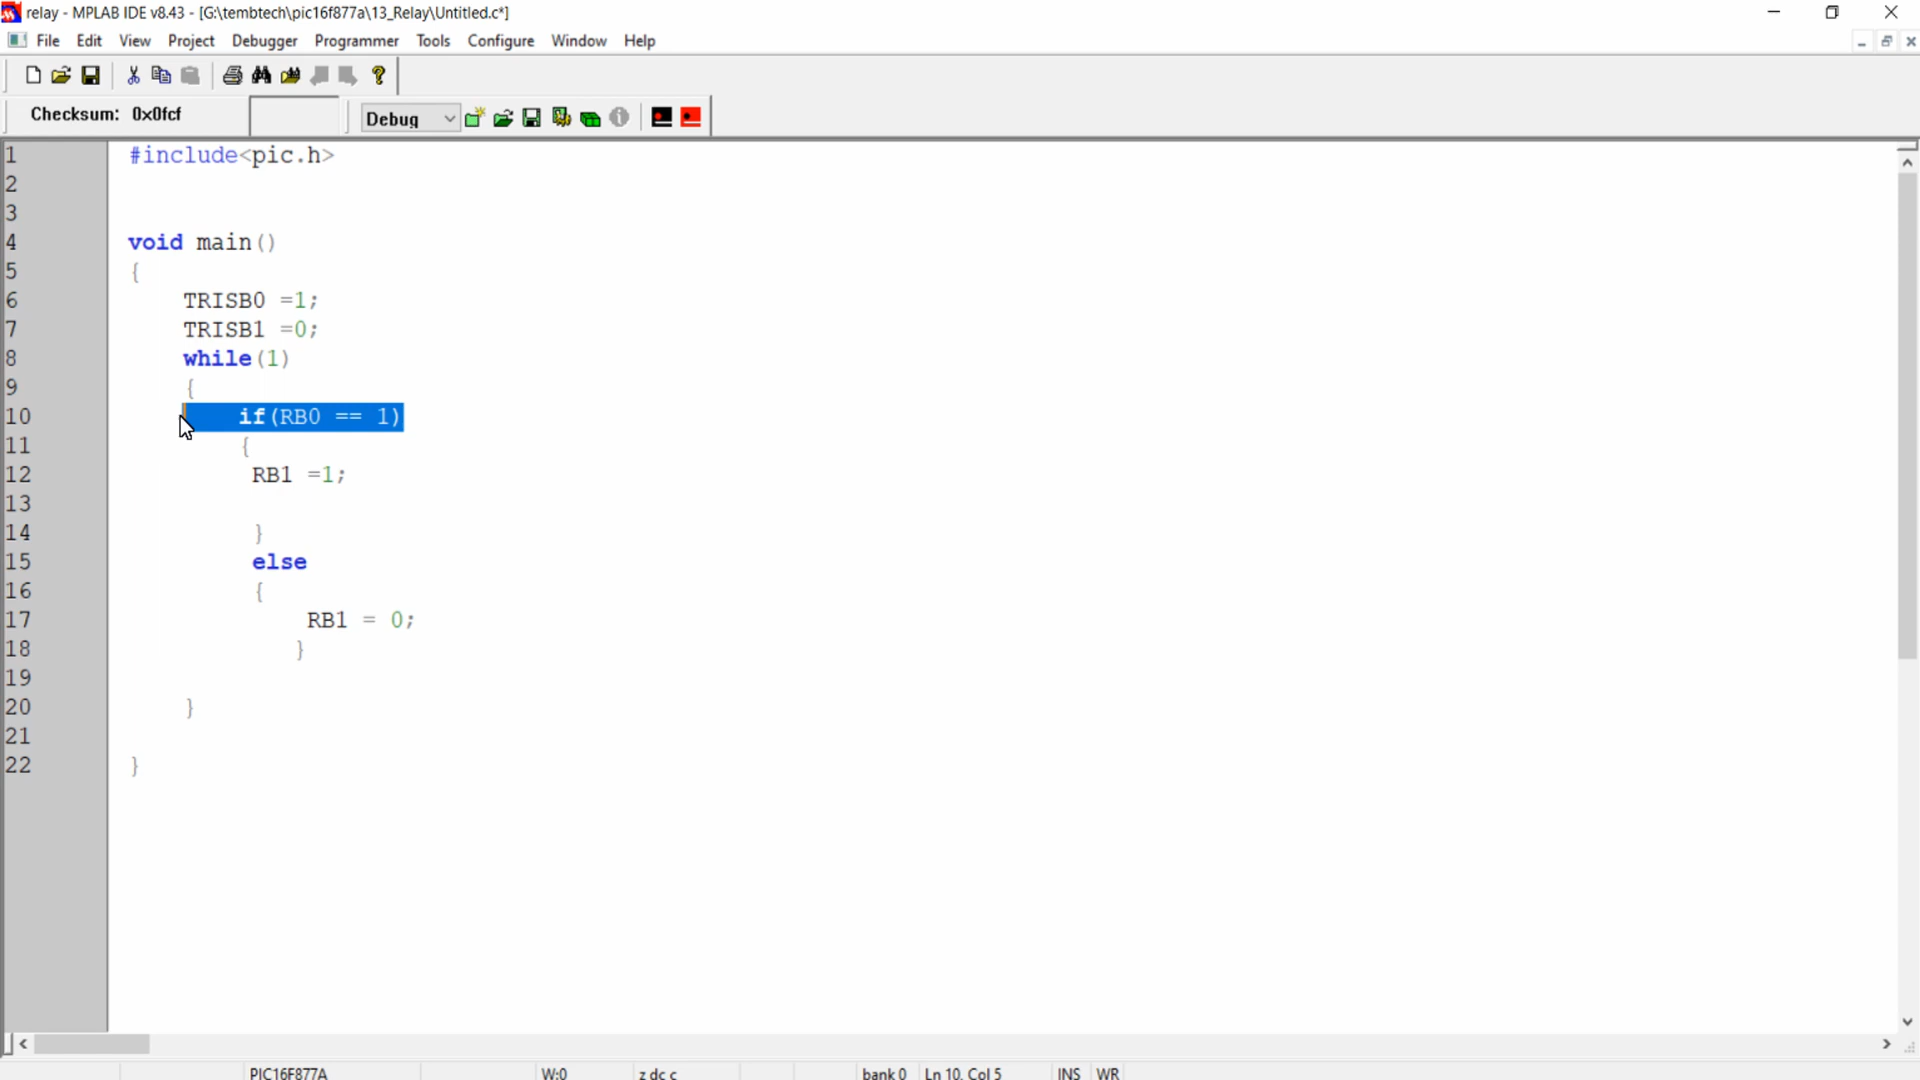 relay - MPLAB IDE v8.43 - [G:\tembtech\pic16f877a\13_Relay\Untitled.c*]
File Edit View Project Debugger Programmer Tools Configure Window Help
Checksum: 0x0fcf Debug
1 #include<pic.h>
2
3
4 void main()
5 {
6 TRISB0 =1;
7 TRISB1 =0;
8 while(1)
9 {
10 if(RB0 == 1)
11 {
12 RB1 =1;
13
14 }
15 else
16 {
17 RB1 = 0;
18 }
19
20 }
21
22 }
PIC16F877A W:0 z dc c bank 0 Ln 10, Col 5 INS WR